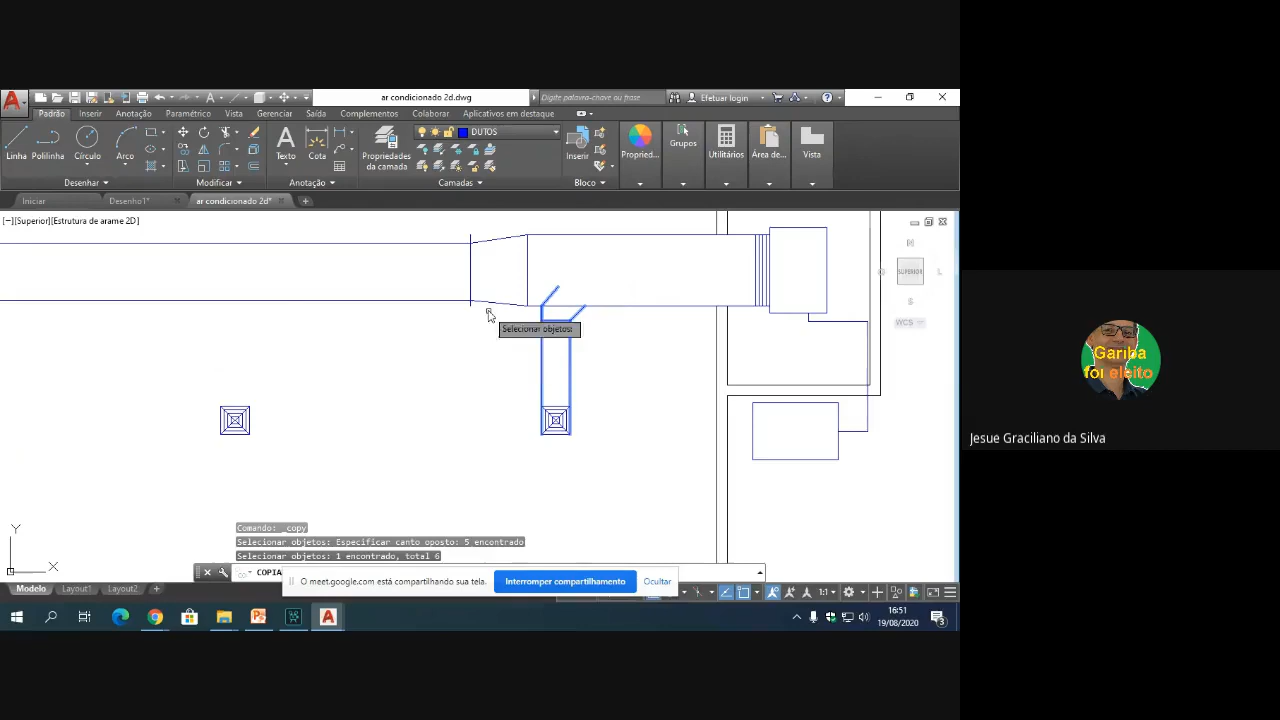 ar condicionado 2d.dwg
Digite palavra-chave ou frase
Efetuar login
Padrão Inserir Anotação Paramétrico Vista Gerenciar Saída Complementos Colaborar Aplicativos em destaque
DUTOS
Linha Polilinha Círculo Arco Texto Cota Propriedades da camada Inserir Propried... Grupos Utilitários Área de... Vista
Desenhar Modificar Anotação Camadas Bloco
Iniciar Desenho1* ar condicionado 2d*
[−][Superior][Estrutura de arame 2D]
N
SUPERIOR
L
S
WCS
Selecionar objetos:
Gariba
foi eleito
Jesue Graciliano da Silva
Y
X
Comando: _copy
Selecionar objetos: Especificar canto oposto: 5 encontrado
Selecionar objetos: 1 encontrado, total 6
COPIA
O meet.google.com está compartilhando sua tela.
Interromper compartilhamento
Ocultar
Modelo Layout1 Layout2
1:1
16:51
19/08/2020
3